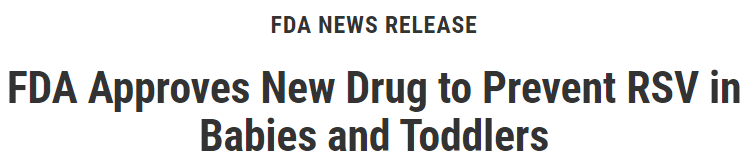 FDA NEWS RELEASE
FDA Approves New Drug to Prevent RSV in
Babies and Toddlers